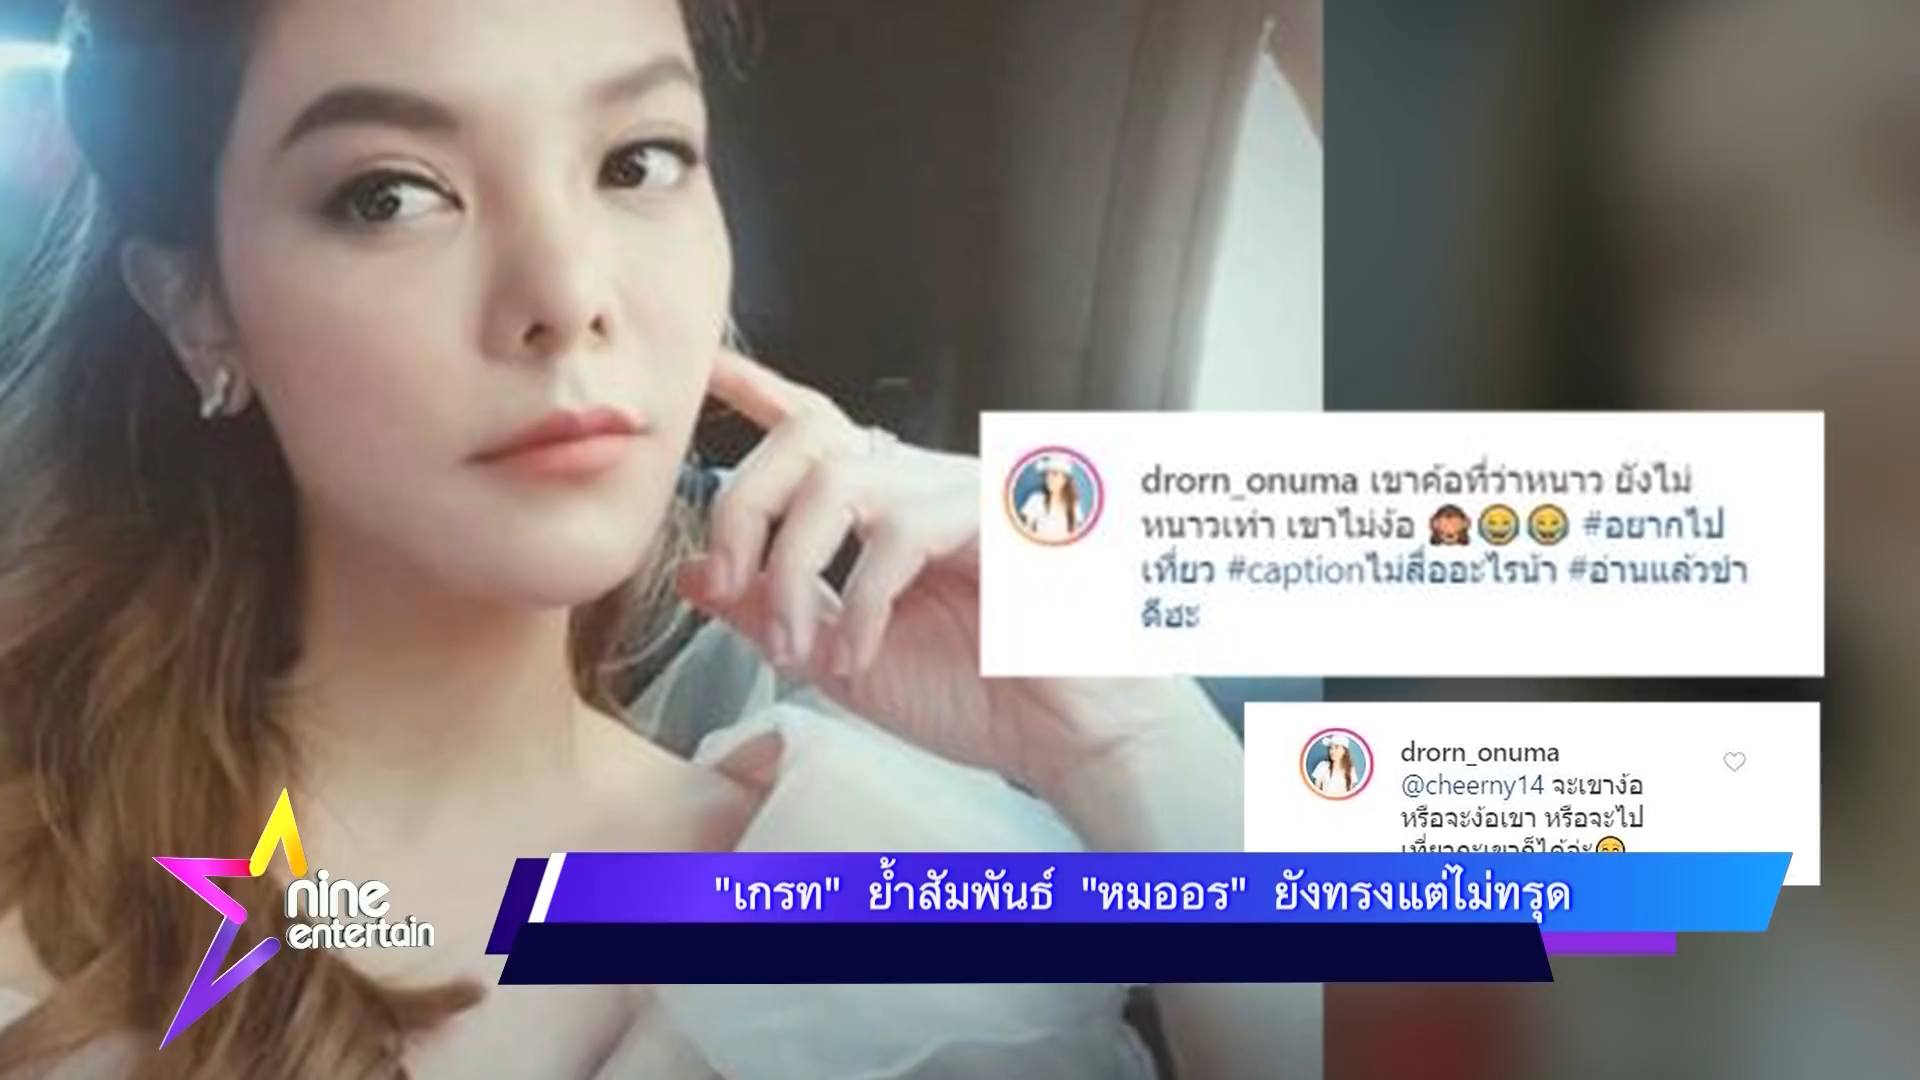 drorn_onuma เขาค้อที่ว่าหนาว ยังไม่
หนาวเท่า เขาไม่ง้อ 🙈😂😂 #อยากไป
เที่ยว #captionไม่สื่ออะไรน้า #อ่านแล้วขำ
ดีฮะ
drorn_onuma
@cheerny14 จะเขาง้อ
หรือจะง้อเขา หรือจะไป
"เกรท" ย้ำสัมพันธ์ "หมออร" ยังทรงแต่ไม่ทรุด
nine
entertain